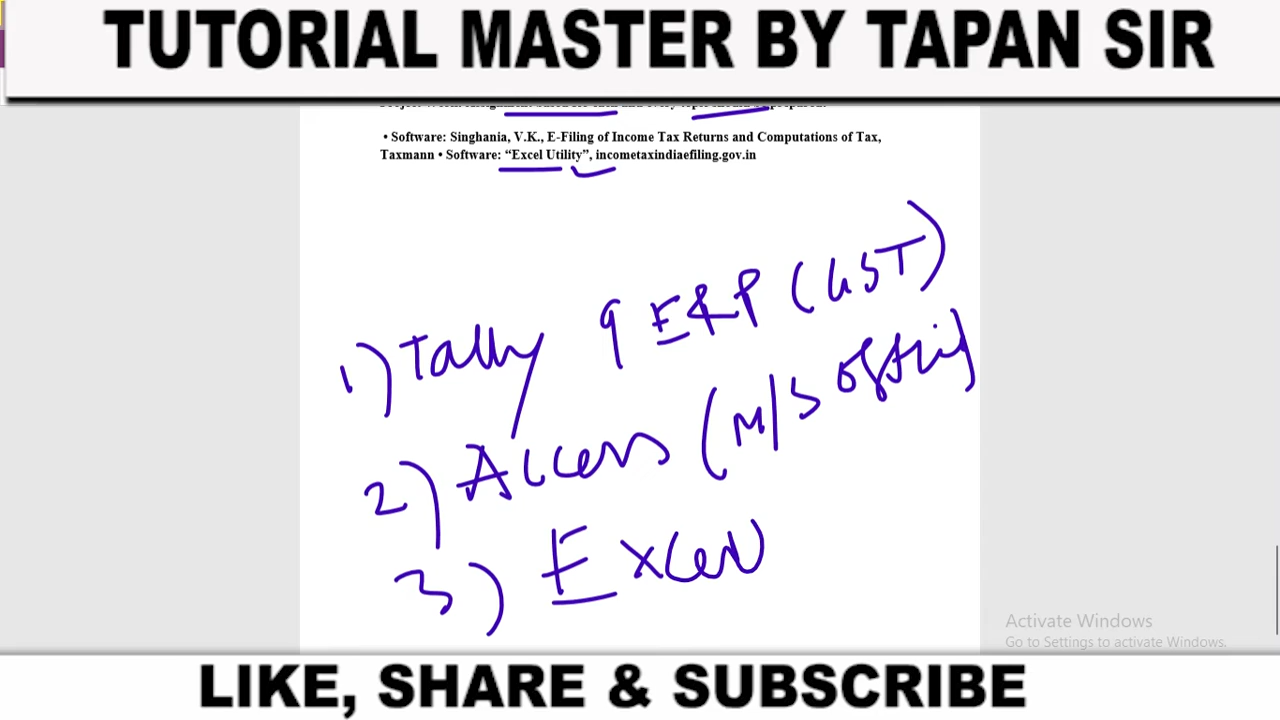 TUTORIAL MASTER BY TAPAN SIR
• Software: Singhania, V.K., E-Filing of Income Tax Returns and Computations of Tax,
Taxmann • Software: “Excel Utility”, incometaxindiaefiling.gov.in
1) Tally 9 ERP (GST)
2) Access (M/S
3) Excel
Activate Windows
Go to Settings to activate Windows.
LIKE, SHARE & SUBSCRIBE